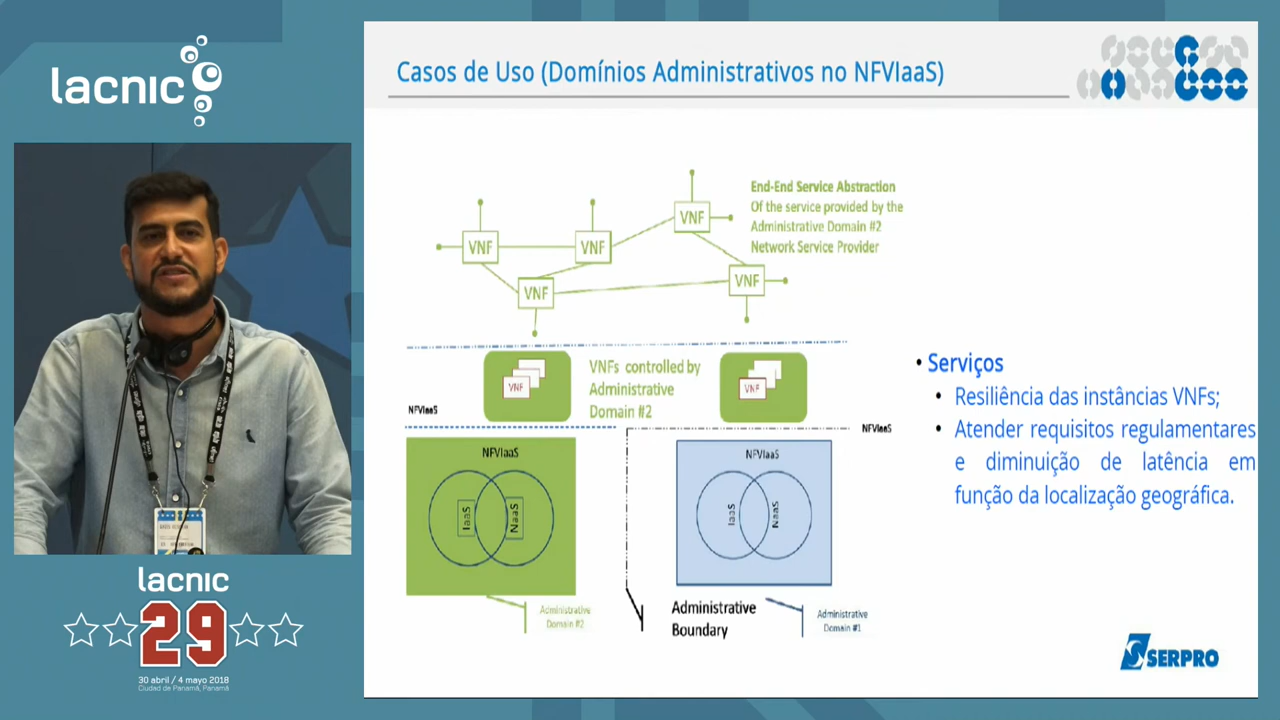 lacnic
Casos de Uso (Domínios Administrativos no NFVIaaS)
End-End Service Abstraction
Of the service provided by the
Administrative Domain #2
Network Service Provider
VNF
VNF
VNF
VNF
VNF
VNFs controlled by
Administrative
Domain #2
VNF
VNF
NFVIaaS
NFVIaaS
NFVIaaS
IaaS
NaaS
NFVIaaS
IaaS
NaaS
Administrative
Domain #2
Administrative
Boundary
Administrative
Domain #1
• Serviços
• Resiliência das instâncias VNFs;
• Atender requisitos regulamentares
e diminuição de latência em
função da localização geográfica.
SERPRO
lacnic
29
30 abril / 4 mayo 2018
Ciudad de Panamá, Panamá